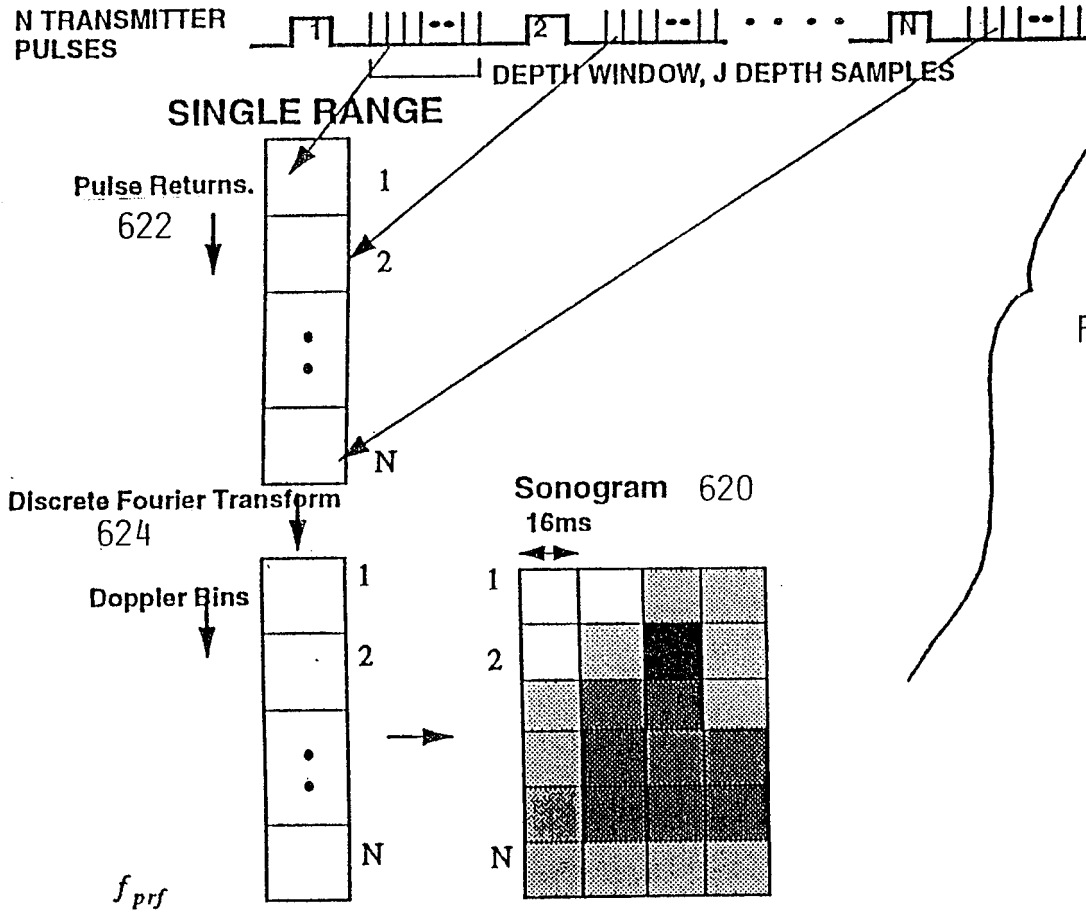 N TRANSMITTER
PULSES
1 2 N
DEPTH WINDOW, J DEPTH SAMPLES
SINGLE RANGE
Pulse Returns.
622
1
2
N
Discrete Fourier Transform
624
Doppler Bins
1
2
N
Sonogram 620
16ms
1
2
N
f prf